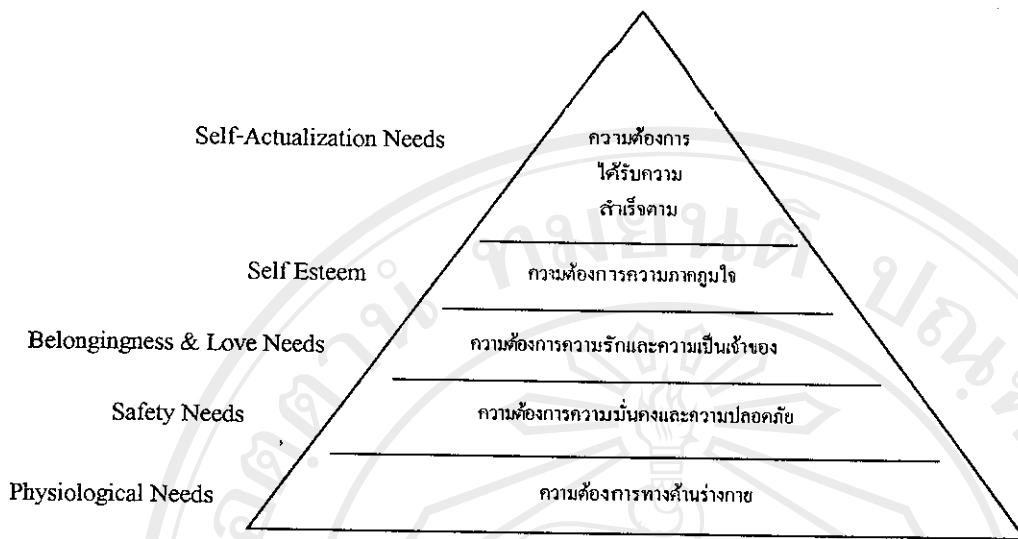 Self-Actualization Needs
ความต้องการ
ได้รับความ
สำเร็จตาม
Self Esteem
ความต้องการความภาคภูมใจ
Belongingness & Love Needs
ความต้องการความรักและความเป็นเจ้าของ
Safety Needs
ความต้องการความมั่นคงและความปลอดภัย
Physiological Needs
ความต้องการทางด้านร่างกาย